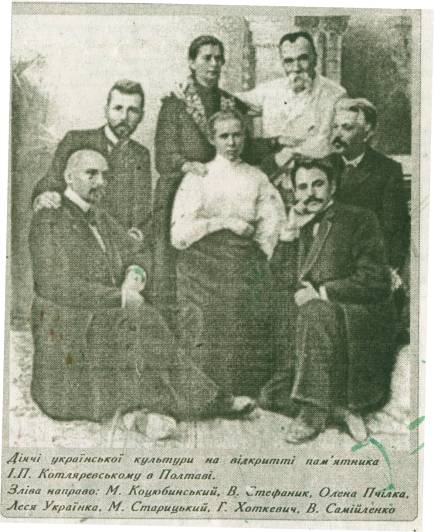 Діячі української культури на відкритті пам'ятника
І.П. Котляревському в Полтаві.
Зліва направо: М. Коцюбинський, В. Стефаник, Олена Пчілка,
Леся Українка, М. Старицький, Г. Хоткевич, В. Самійленко